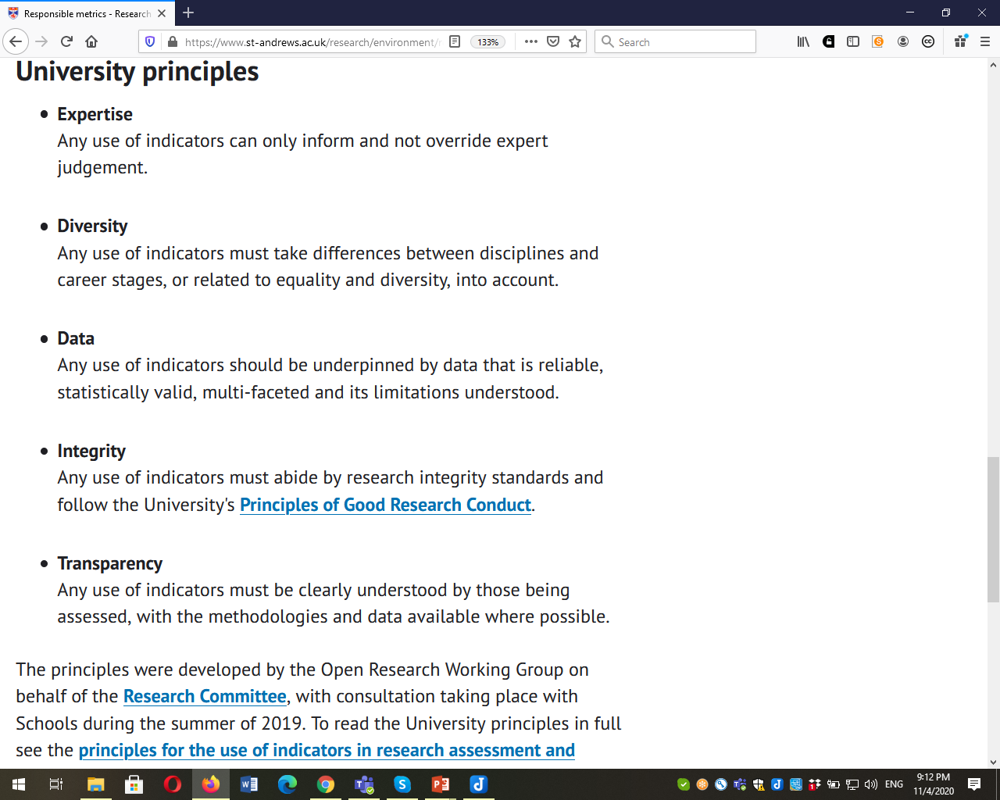 Responsible metrics - Research
https://www.st-andrews.ac.uk/research/environment/
133%
Search
University principles
Expertise
Any use of indicators can only inform and not override expert
judgement.
Diversity
Any use of indicators must take differences between disciplines and
career stages, or related to equality and diversity, into account.
Data
Any use of indicators should be underpinned by data that is reliable,
statistically valid, multi-faceted and its limitations understood.
Integrity
Any use of indicators must abide by research integrity standards and
follow the University's Principles of Good Research Conduct.
Transparency
Any use of indicators must be clearly understood by those being
assessed, with the methodologies and data available where possible.
The principles were developed by the Open Research Working Group on
behalf of the Research Committee, with consultation taking place with
Schools during the summer of 2019. To read the University principles in full
see the principles for the use of indicators in research assessment and
ENG
9:12 PM
11/4/2020